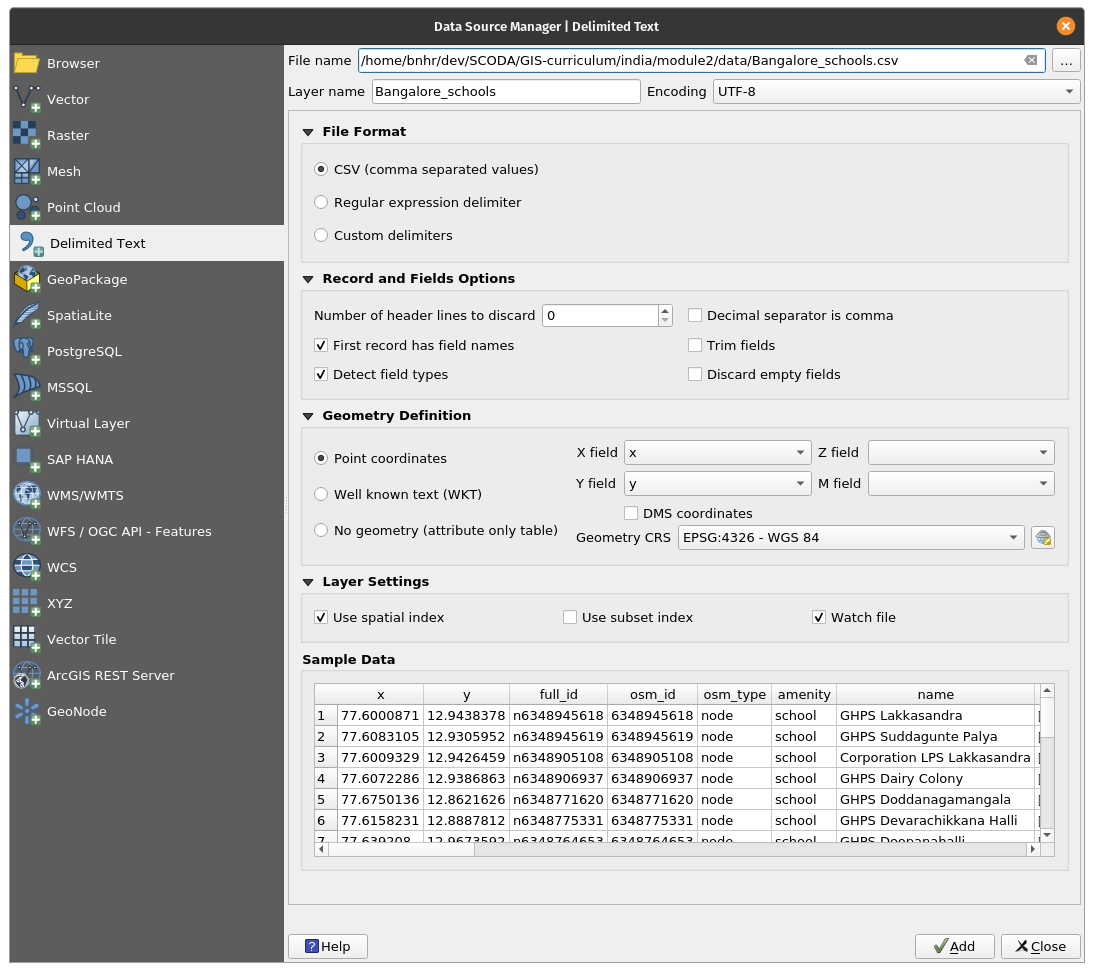 Data Source Manager | Delimited Text
Browser
Vector
Raster
Mesh
Point Cloud
Delimited Text
GeoPackage
SpatiaLite
PostgreSQL
MSSQL
Virtual Layer
SAP HANA
WMS/WMTS
WFS / OGC API - Features
WCS
XYZ
Vector Tile
ArcGIS REST Server
GeoNode
File name /home/bnhr/dev/SCODA/GIS-curriculum/india/module2/data/Bangalore_schools.csv ...
Layer name Bangalore_schools Encoding UTF-8
File Format
CSV (comma separated values)
Regular expression delimiter
Custom delimiters
Record and Fields Options
Number of header lines to discard 0 Decimal separator is comma
First record has field names Trim fields
Detect field types Discard empty fields
Geometry Definition
Point coordinates
Well known text (WKT)
No geometry (attribute only table)
X field x Z field
Y field y M field
DMS coordinates
Geometry CRS EPSG:4326 - WGS 84
Layer Settings
Use spatial index Use subset index Watch file
Sample Data
x y full_id osm_id osm_type amenity name
1 77.6000871 12.9438378 n6348945618 6348945618 node school GHPS Lakkasandra
2 77.6083105 12.9305952 n6348945619 6348945619 node school GHPS Suddagunte Palya
3 77.6009329 12.9426459 n6348905108 6348905108 node school Corporation LPS Lakkasandra
4 77.6072286 12.9386863 n6348906937 6348906937 node school GHPS Dairy Colony
5 77.6750136 12.8621626 n6348771620 6348771620 node school GHPS Doddanagamangala
6 77.6158231 12.8887812 n6348775331 6348775331 node school GHPS Devarachikkana Halli
7 77.639208 12.9673592 n6348764653 6348764653 node school GHPS Doopanahalli
Help Add Close